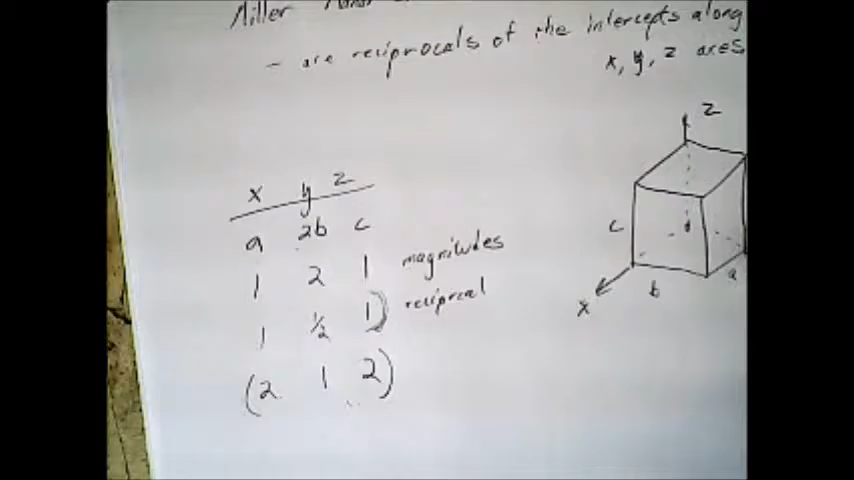 Miller
- are reciprocals of the intercepts along
x, y, z axes
x y z
a 2b c
1 2 1 magnitudes
1 1/2 1) reciprocal
(2 1 2)
z
c
a
b
x